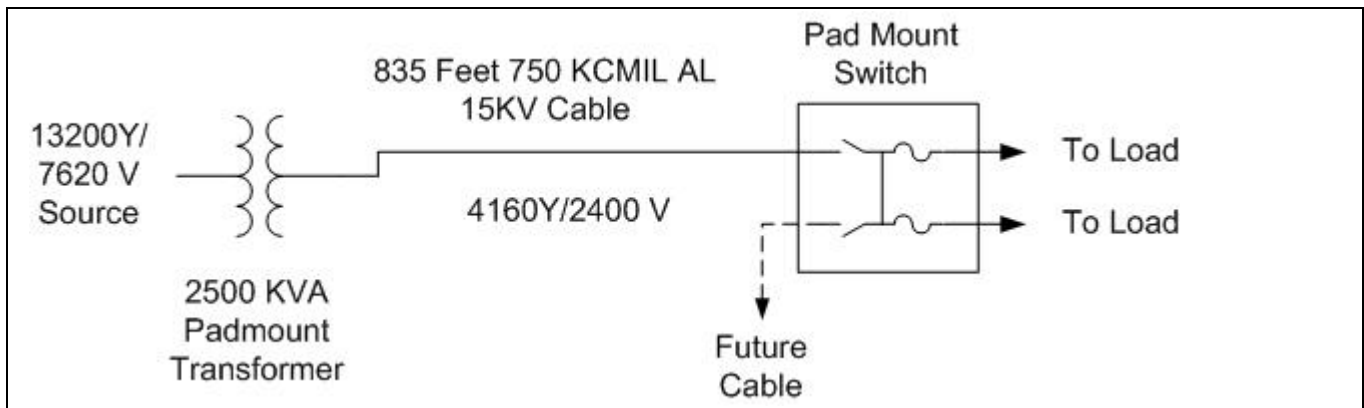 13200Y/
7620 V
Source
2500 KVA
Padmount
Transformer
835 Feet 750 KCMIL AL
15KV Cable
4160Y/2400 V
Pad Mount
Switch
To Load
To Load
Future
Cable